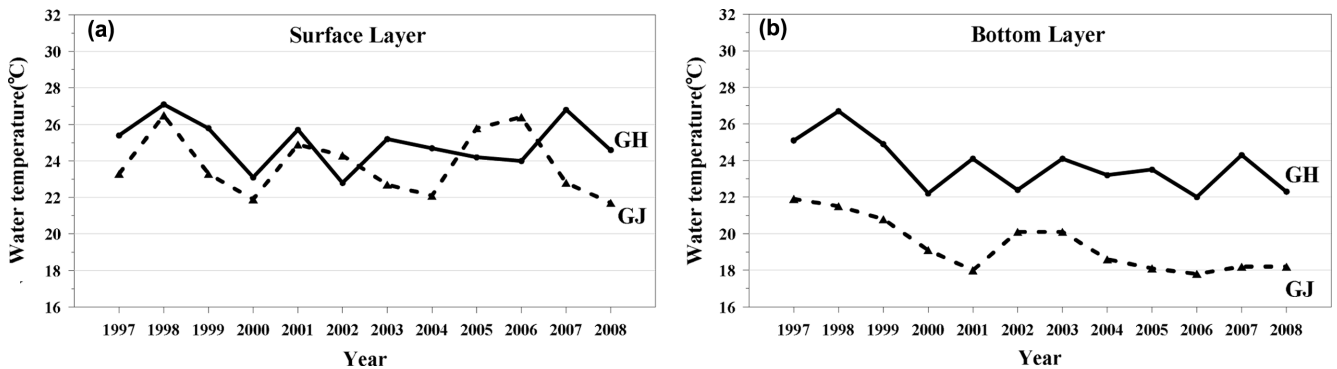 (a) Surface Layer
Water temperature(℃)
32
30
28
26
24
22
20
18
16
GH
GJ
1997 1998 1999 2000 2001 2002 2003 2004 2005 2006 2007 2008
Year
(b) Bottom Layer
Water temperature(℃)
32
30
28
26
24
22
20
18
16
GH
GJ
1997 1998 1999 2000 2001 2002 2003 2004 2005 2006 2007 2008
Year